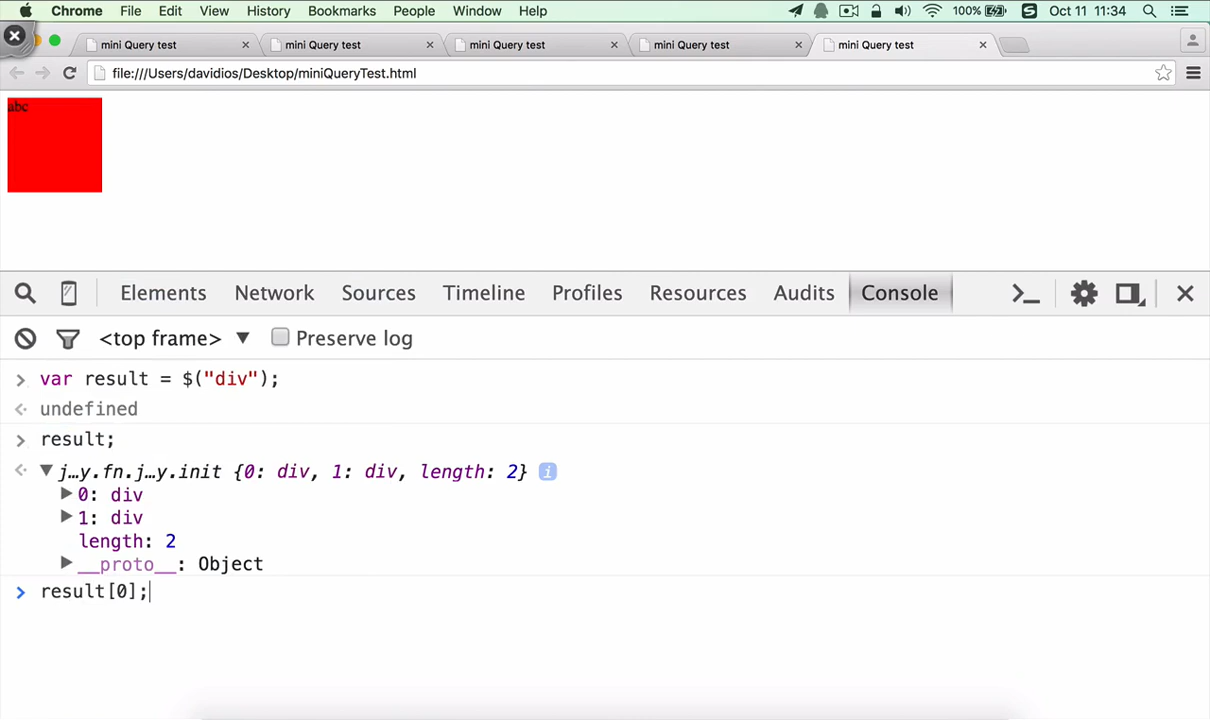 Chrome File Edit View History Bookmarks People Window Help 100% Oct 11 11:34
mini Query test mini Query test mini Query test mini Query test mini Query test
file:///Users/davidios/Desktop/miniQueryTest.html
abc
Elements Network Sources Timeline Profiles Resources Audits Console
<top frame> ▼ Preserve log
> var result = $("div");
undefined
> result;
▼ j…y.fn.j…y.init {0: div, 1: div, length: 2} i
▶ 0: div
▶ 1: div
length: 2
▶ __proto__: Object
> result[0];